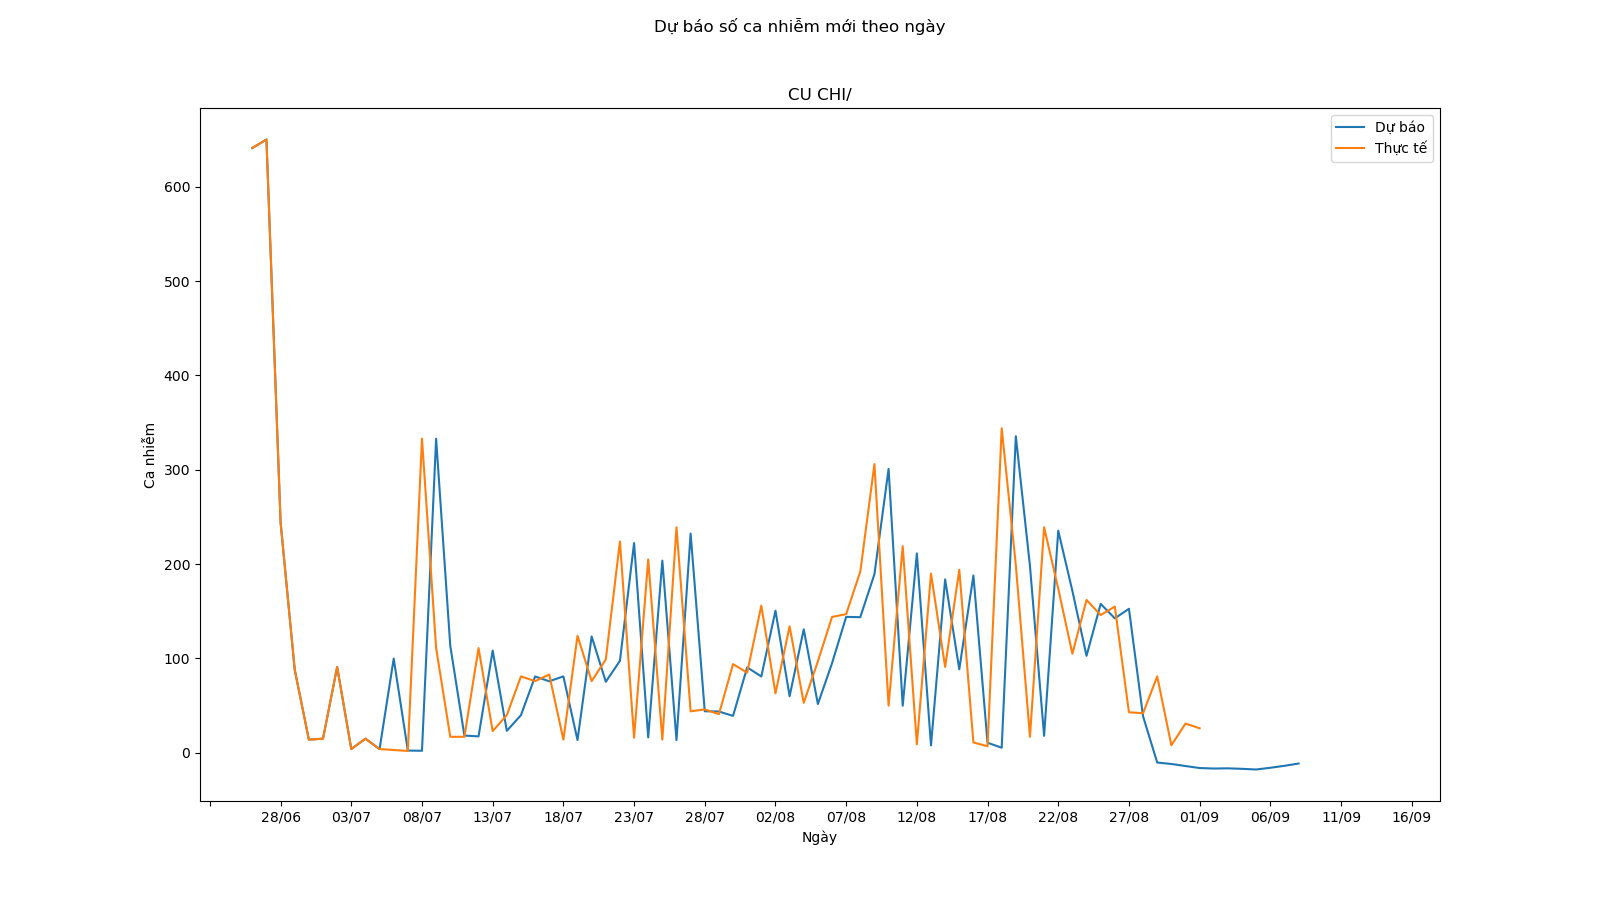 Dự báo số ca nhiễm mới theo ngày
CU CHI/
Dự báo
Thực tế
Ca nhiễm
600
500
400
300
200
100
0
28/06 03/07 08/07 13/07 18/07 23/07 28/07 02/08 07/08 12/08 17/08 22/08 27/08 01/09 06/09 11/09 16/09
Ngày